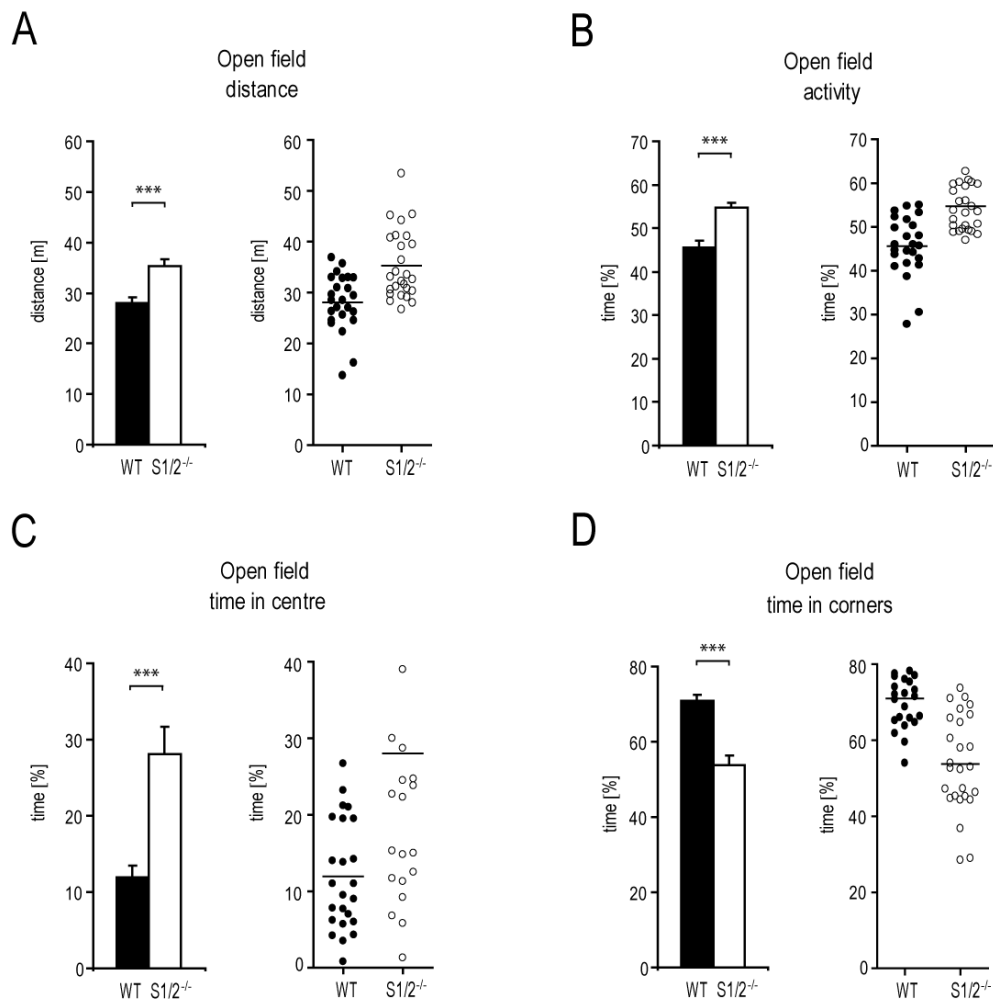 A
Open field
distance
60
50
40
30
20
10
0
distance [m]
***
WT S1/2-/-
60
50
40
30
20
10
0
distance [m]
WT S1/2-/-
B
Open field
activity
70
60
50
40
30
20
10
0
time [%]
***
WT S1/2-/-
70
60
50
40
30
20
10
0
time [%]
WT S1/2-/-
C
Open field
time in centre
40
30
20
10
0
time [%]
***
WT S1/2-/-
40
30
20
10
0
time [%]
WT S1/2-/-
D
Open field
time in corners
80
60
40
20
0
time [%]
***
WT S1/2-/-
80
60
40
20
0
time [%]
WT S1/2-/-